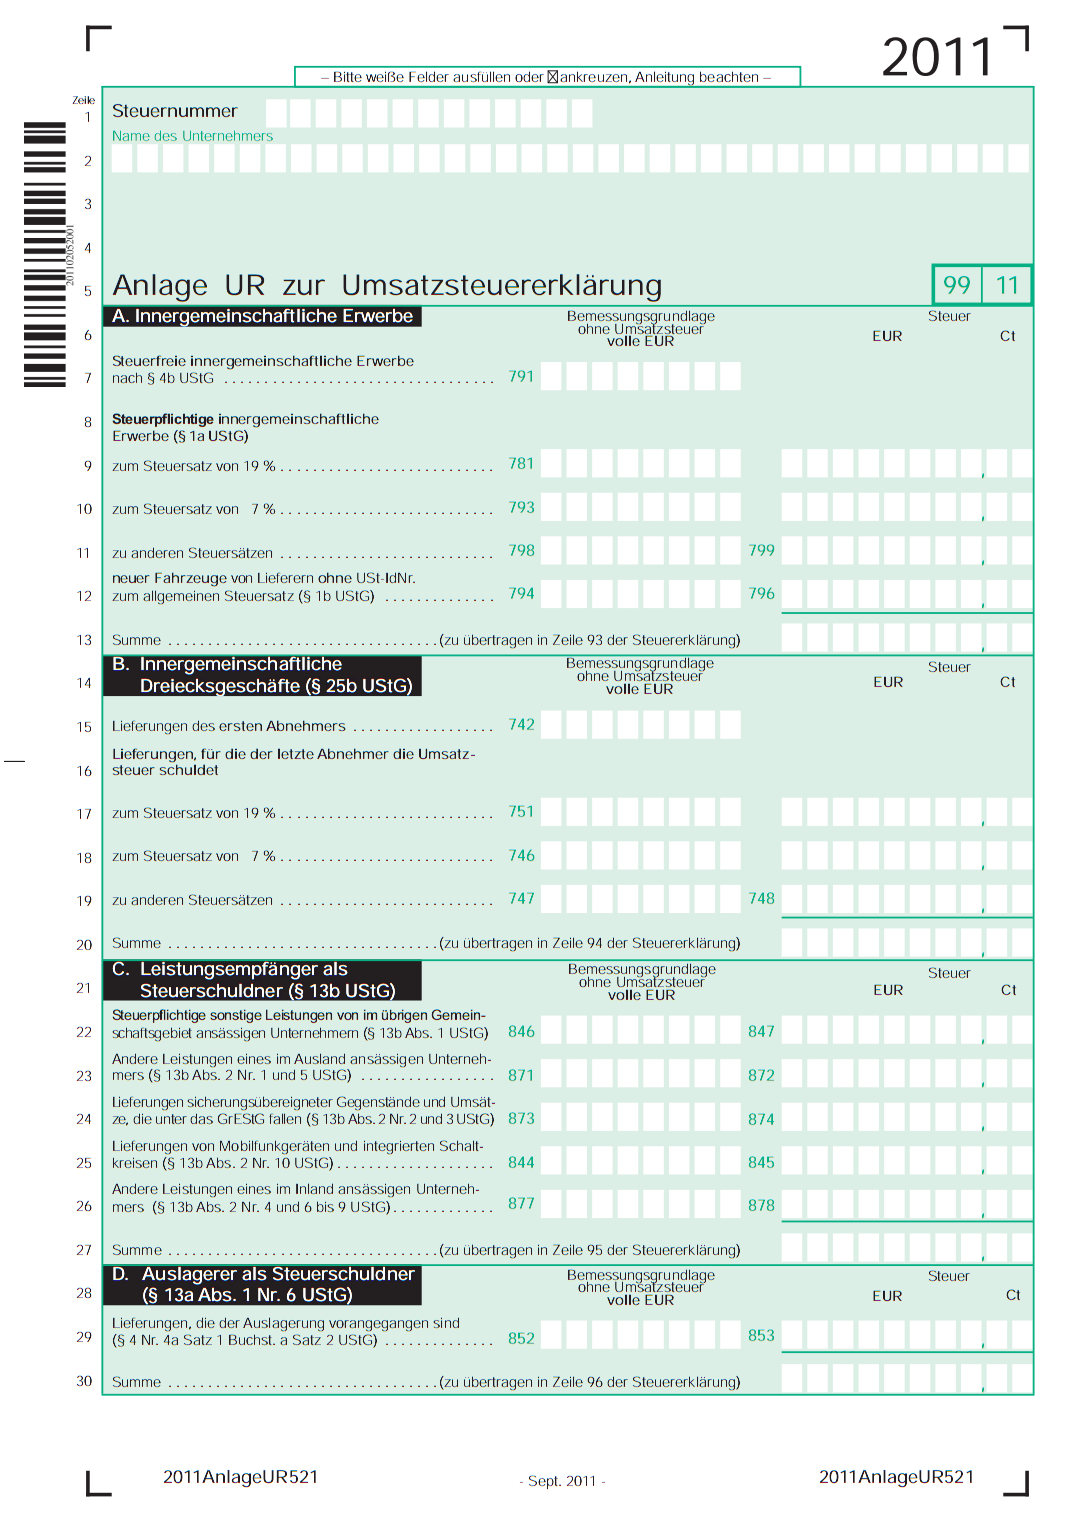 2011
– Bitte weiße Felder ausfüllen oder ☒ ankreuzen, Anleitung beachten –
Zeile
1 Steuernummer
Name des Unternehmers
2
3
4
201102052001
5 Anlage UR zur Umsatzsteuererklärung 99 11
A. Innergemeinschaftliche Erwerbe
Bemessungsgrundlage
ohne Umsatzsteuer
volle EUR
Steuer
6 EUR Ct
Steuerfreie innergemeinschaftliche Erwerbe
7 nach § 4b UStG .................................. 791
8 Steuerpflichtige innergemeinschaftliche
Erwerbe (§ 1a UStG)
9 zum Steuersatz von 19 % ........................... 781 ,
10 zum Steuersatz von 7 % ........................... 793 ,
11 zu anderen Steuersätzen ........................... 798 799 ,
neuer Fahrzeuge von Lieferern ohne USt-IdNr.
12 zum allgemeinen Steuersatz (§ 1b UStG) .............. 794 796 ,
13 Summe .................................. (zu übertragen in Zeile 93 der Steuererklärung) ,
B. Innergemeinschaftliche
Dreiecksgeschäfte (§ 25b UStG)
Bemessungsgrundlage
ohne Umsatzsteuer
volle EUR
Steuer
14 EUR Ct
15 Lieferungen des ersten Abnehmers .................. 742
Lieferungen, für die der letzte Abnehmer die Umsatz-
16 steuer schuldet
17 zum Steuersatz von 19 % ........................... 751 ,
18 zum Steuersatz von 7 % ........................... 746 ,
19 zu anderen Steuersätzen ........................... 747 748 ,
20 Summe .................................. (zu übertragen in Zeile 94 der Steuererklärung) ,
C. Leistungsempfänger als
Steuerschuldner (§ 13b UStG)
Bemessungsgrundlage
ohne Umsatzsteuer
volle EUR
Steuer
21 EUR Ct
Steuerpflichtige sonstige Leistungen von im übrigen Gemein-
22 schaftsgebiet ansässigen Unternehmern (§ 13b Abs. 1 UStG) 846 847 ,
Andere Leistungen eines im Ausland ansässigen Unterneh-
23 mers (§ 13b Abs. 2 Nr. 1 und 5 UStG) ................. 871 872 ,
Lieferungen sicherungsübereigneter Gegenstände und Umsät-
24 ze, die unter das GrEStG fallen (§ 13b Abs. 2 Nr. 2 und 3 UStG) 873 874 ,
Lieferungen von Mobilfunkgeräten und integrierten Schalt-
25 kreisen (§ 13b Abs. 2 Nr. 10 UStG) .................... 844 845 ,
Andere Leistungen eines im Inland ansässigen Unterneh-
26 mers (§ 13b Abs. 2 Nr. 4 und 6 bis 9 UStG) ............. 877 878 ,
27 Summe .................................. (zu übertragen in Zeile 95 der Steuererklärung) ,
D. Auslagerer als Steuerschuldner
(§ 13a Abs. 1 Nr. 6 UStG)
Bemessungsgrundlage
ohne Umsatzsteuer
volle EUR
Steuer
28 EUR Ct
Lieferungen, die der Auslagerung vorangegangen sind
29 (§ 4 Nr. 4a Satz 1 Buchst. a Satz 2 UStG) .............. 852 853 ,
30 Summe .................................. (zu übertragen in Zeile 96 der Steuererklärung) ,
2011AnlageUR521 - Sept. 2011 - 2011AnlageUR521